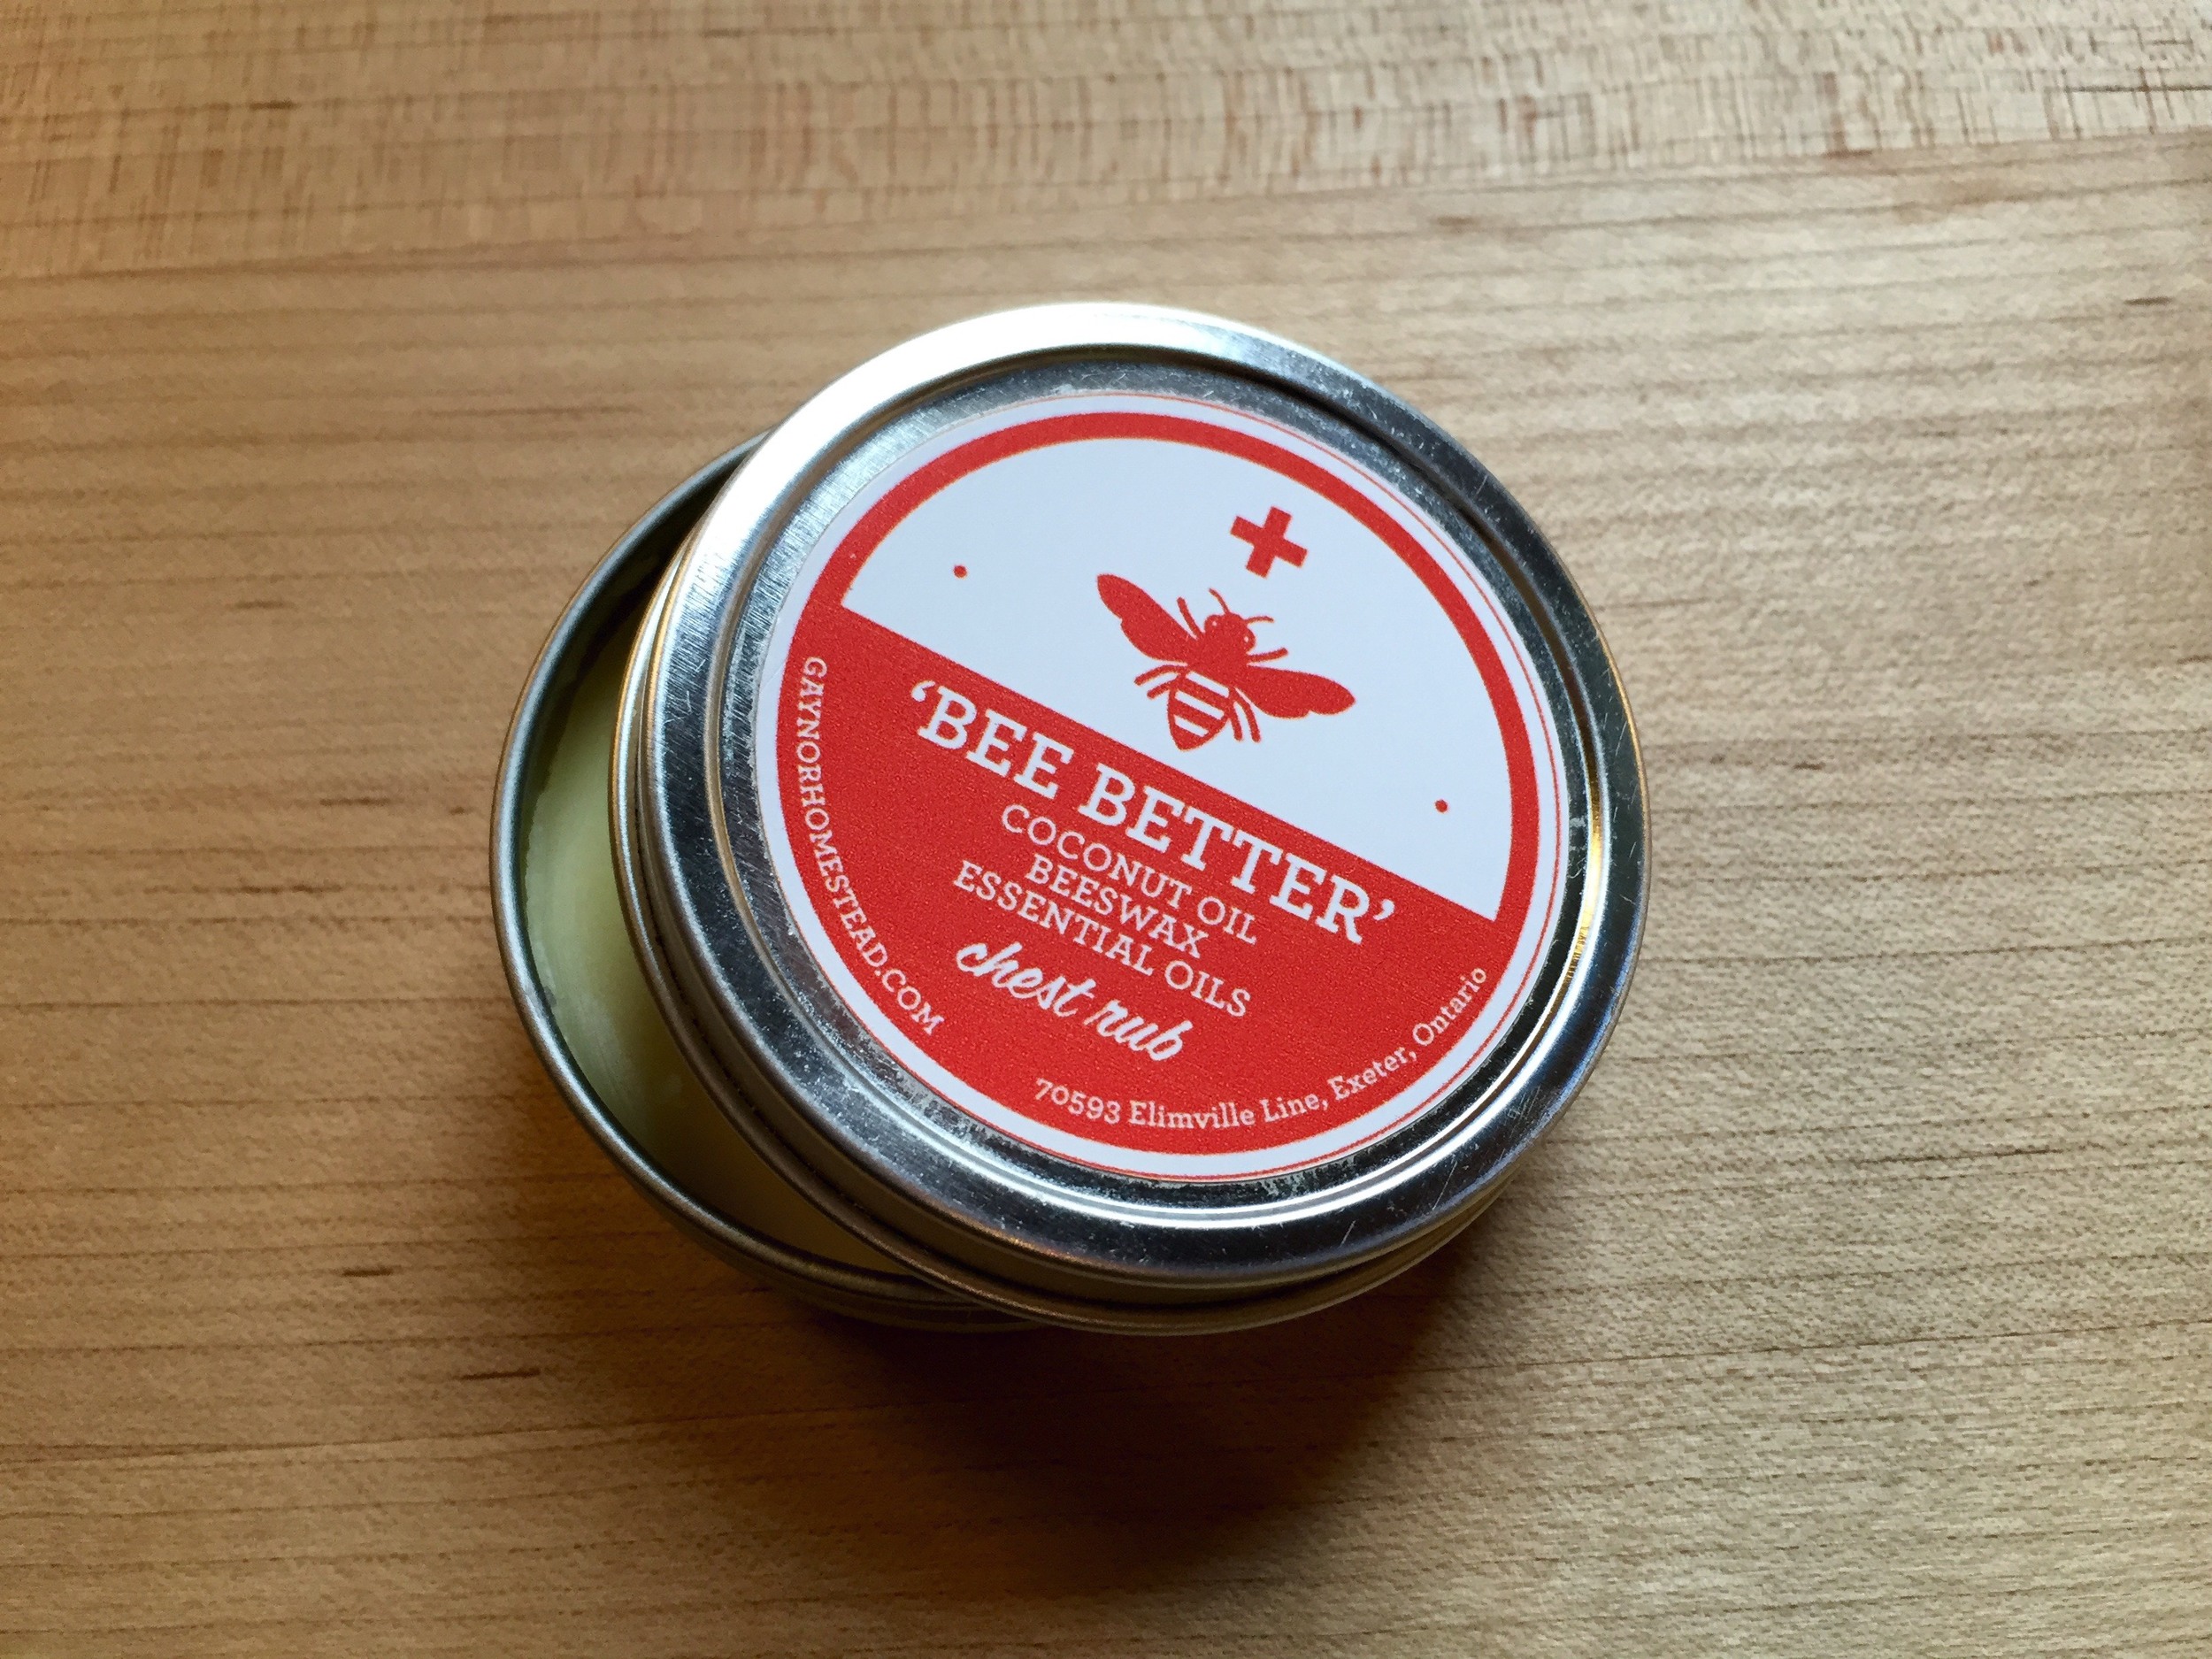 'BEE BETTER'
COCONUT OIL
BEESWAX
ESSENTIAL OILS
chest rub
GAYNORHOMESTEAD.COM
70593 Elimville Line, Exeter, Ontario